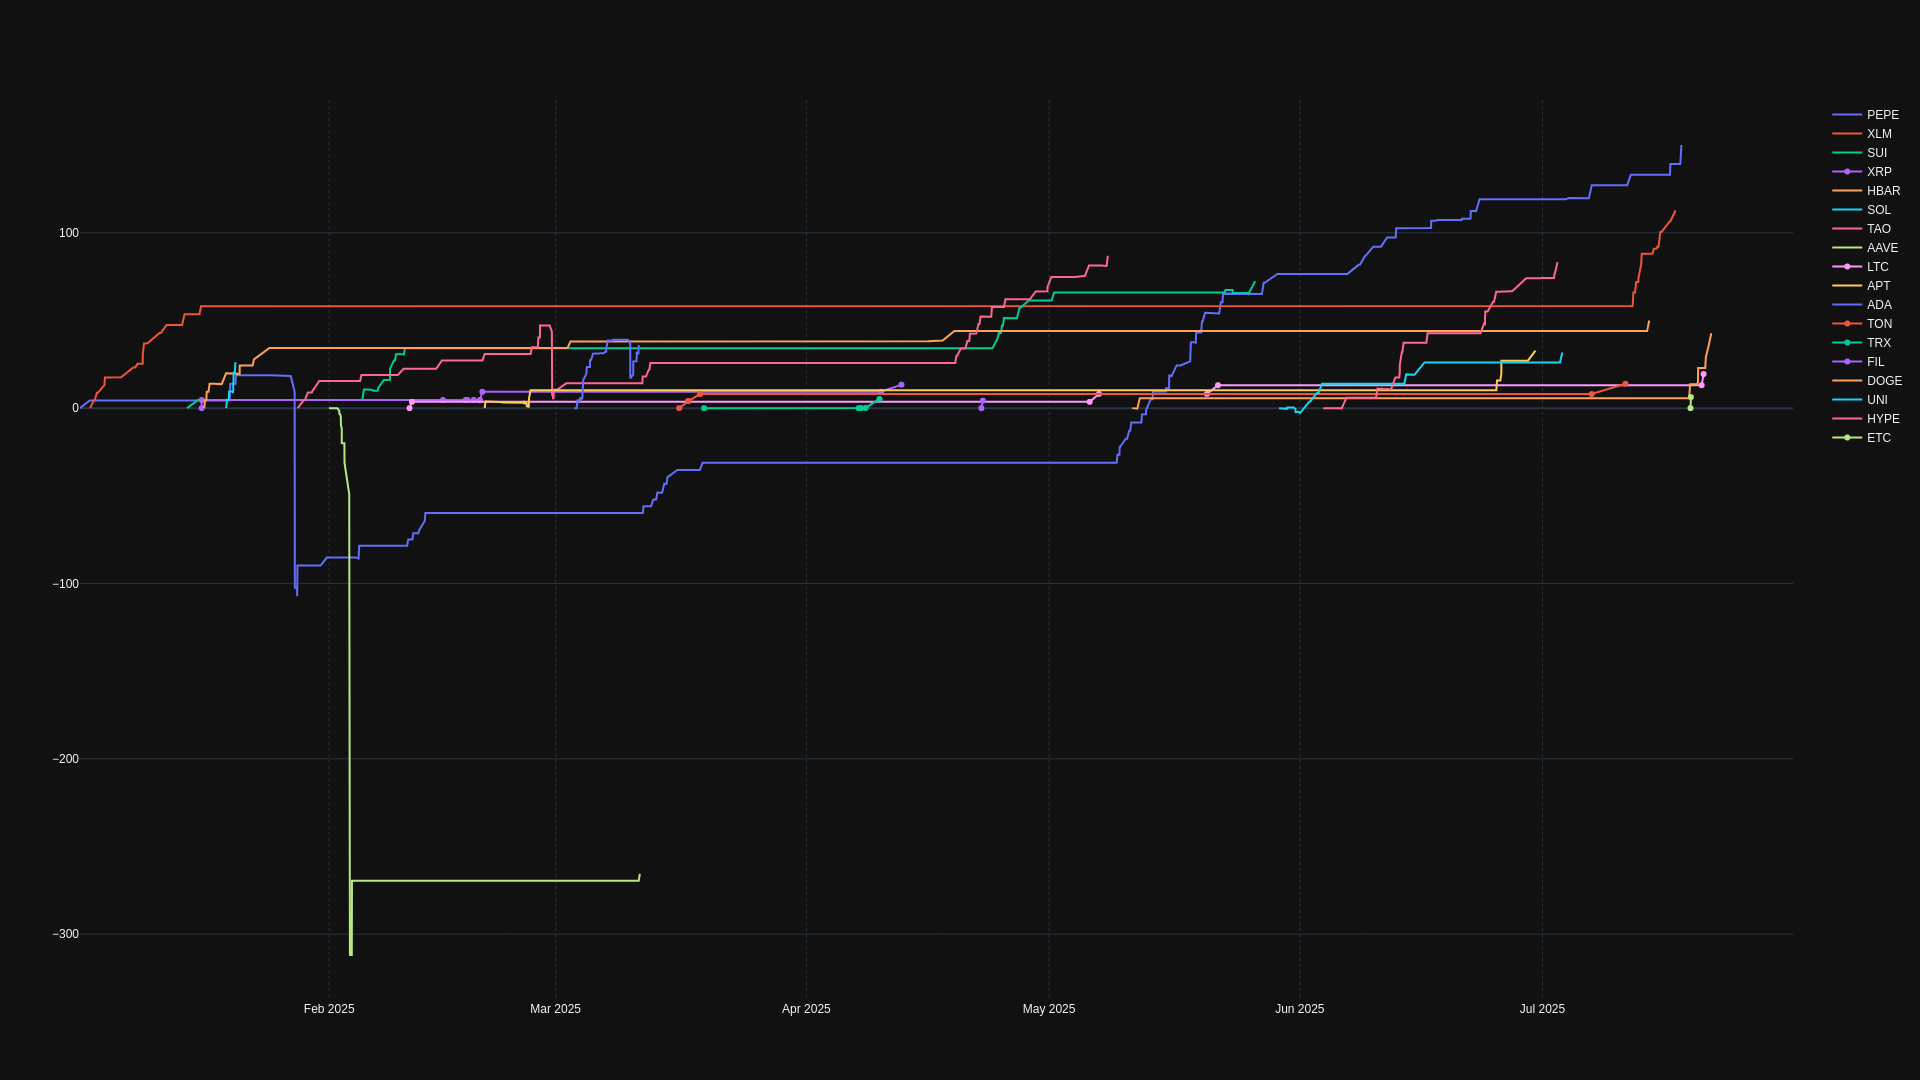 100
0
−100
−200
−300
Feb 2025
Mar 2025
Apr 2025
May 2025
Jun 2025
Jul 2025
PEPE
XLM
SUI
XRP
HBAR
SOL
TAO
AAVE
LTC
APT
ADA
TON
TRX
FIL
DOGE
UNI
HYPE
ETC